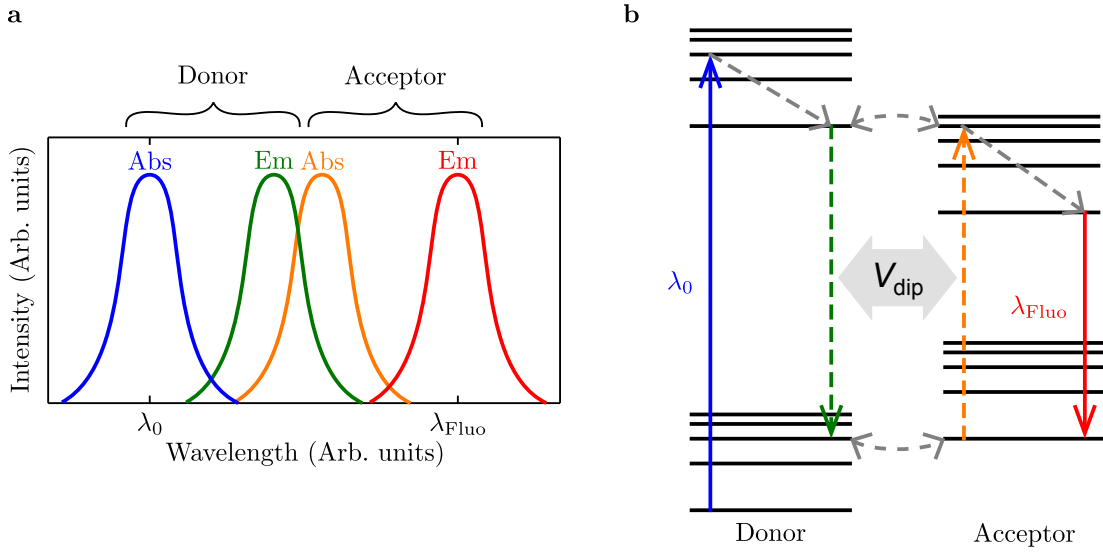 a
Donor
Acceptor
Abs
Em
Abs
Em
Intensity (Arb. units)
λ0
λFluo
Wavelength (Arb. units)
b
λ0
Vdip
λFluo
Donor
Acceptor